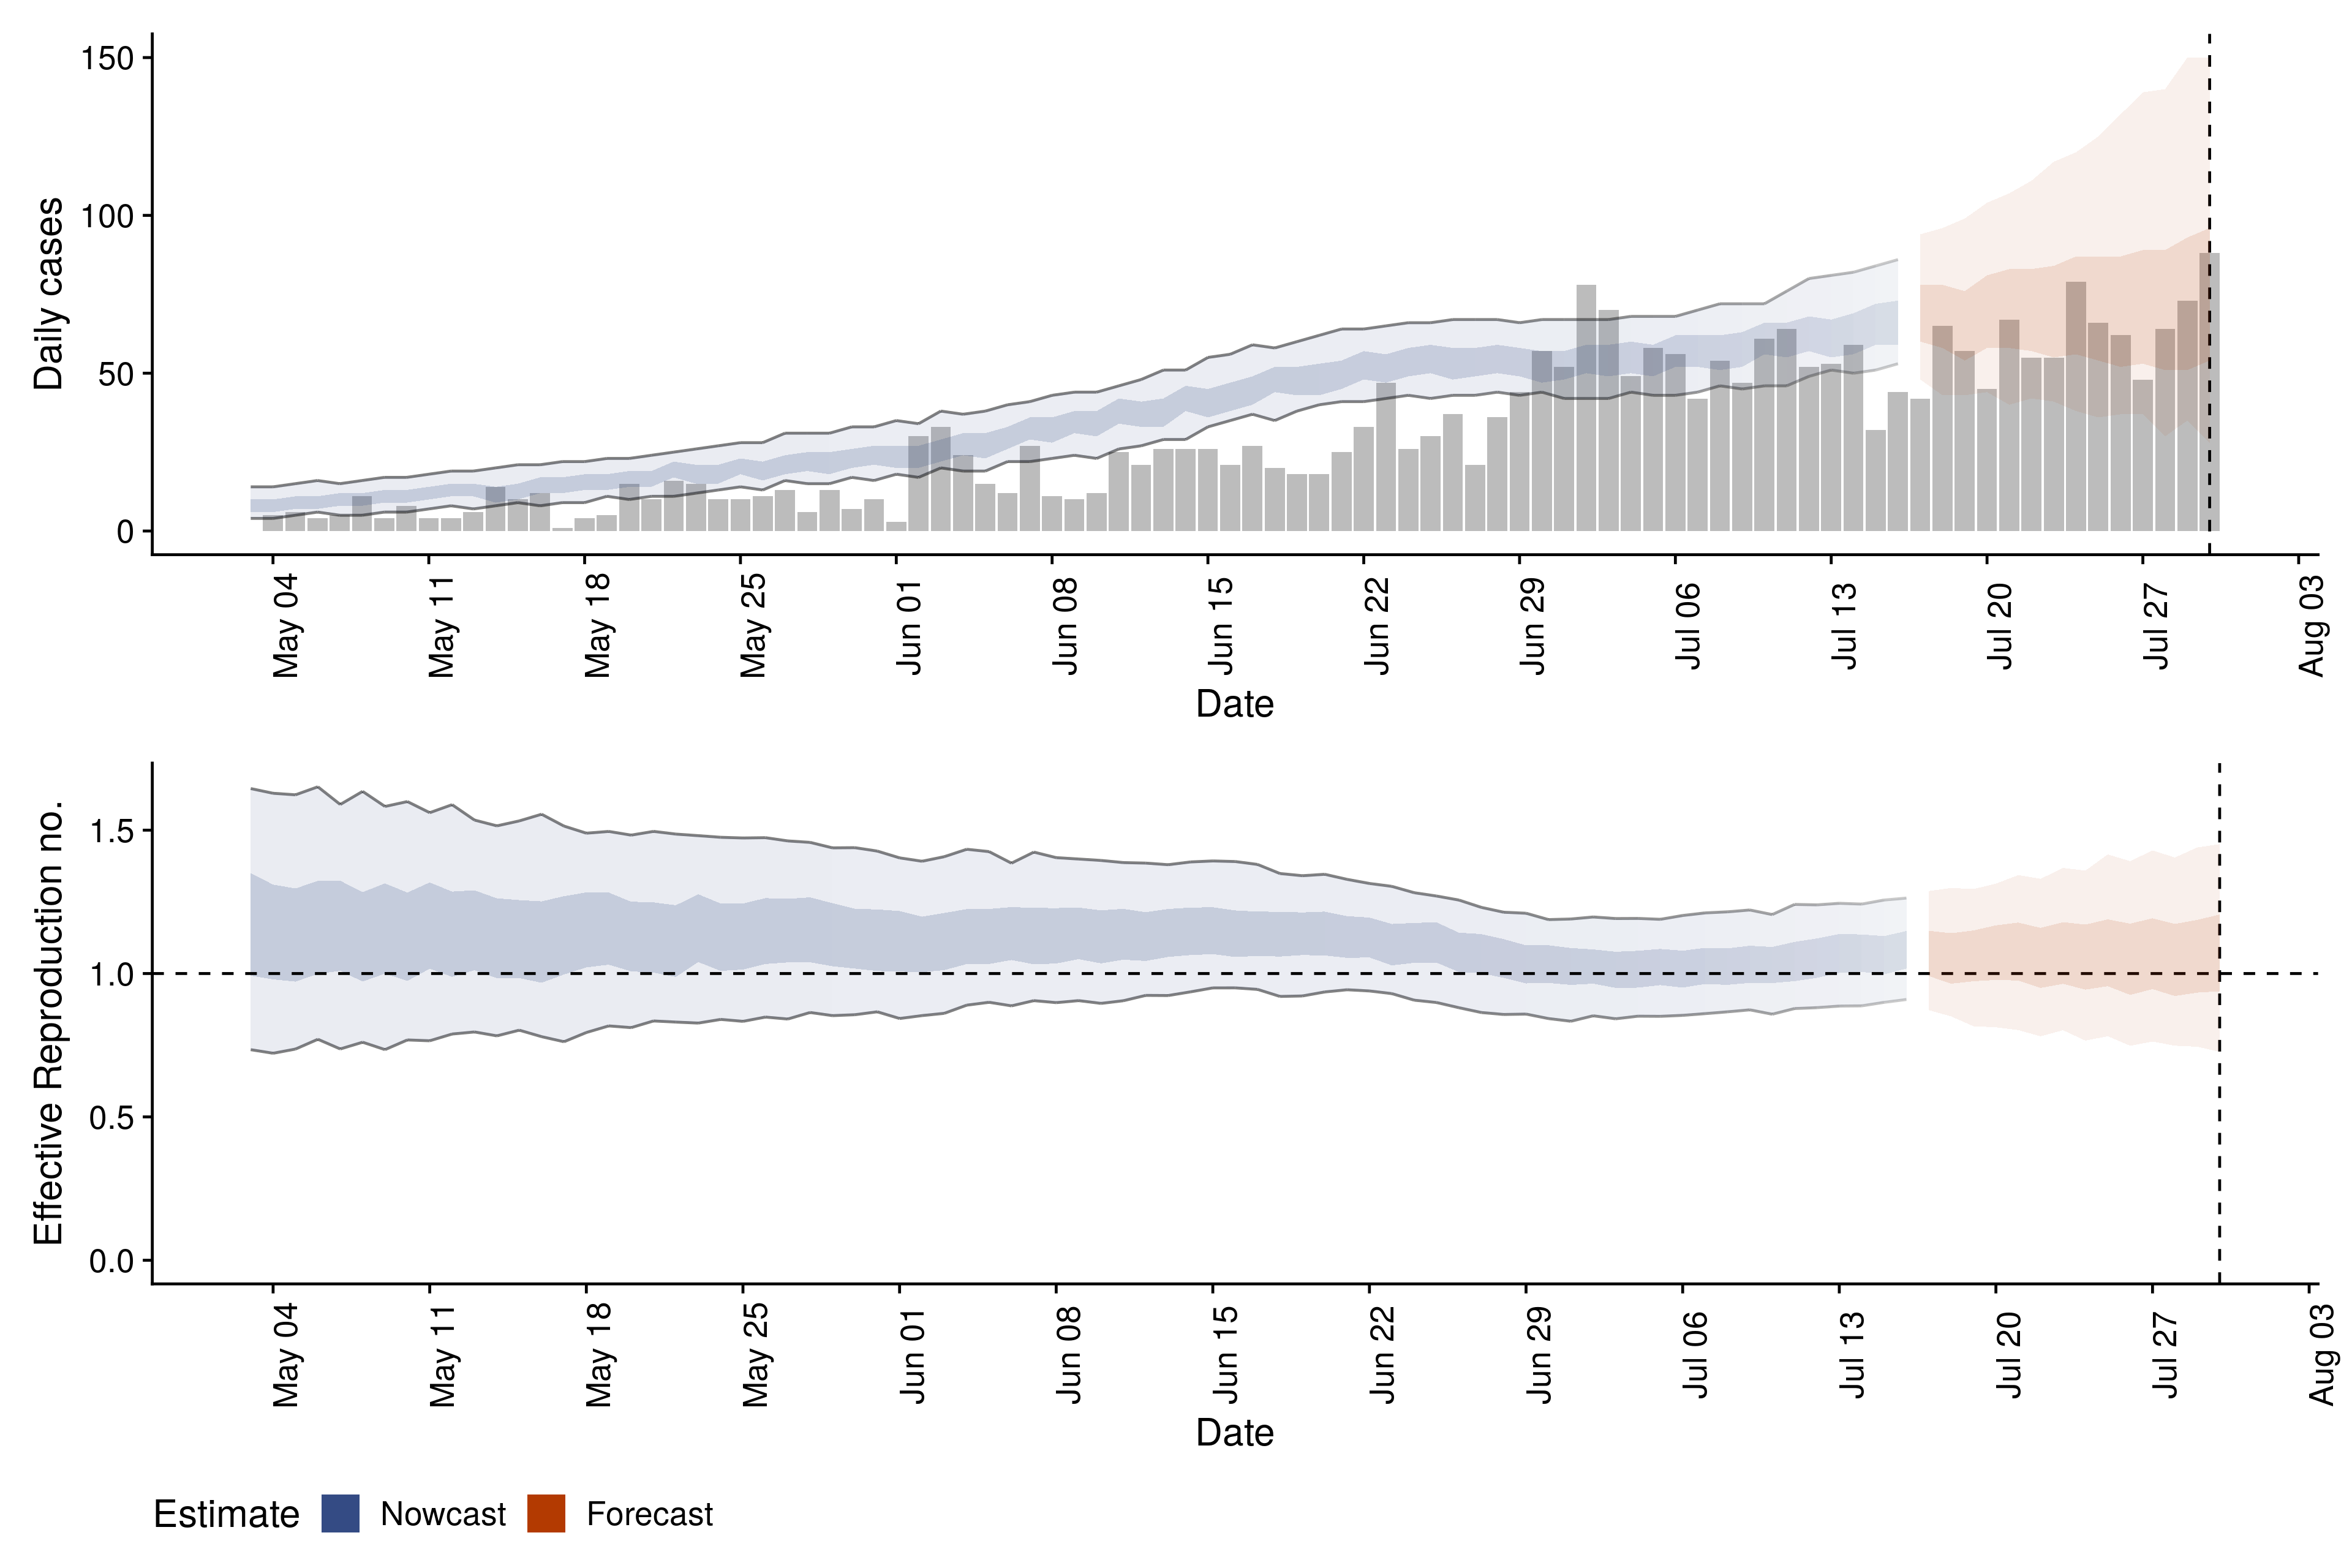 150
100
50
0
Daily cases
May 04
May 11
May 18
May 25
Jun 01
Jun 08
Jun 15
Jun 22
Jun 29
Jul 06
Jul 13
Jul 20
Jul 27
Aug 03
Date
1.5
1.0
0.5
0.0
Effective Reproduction no.
May 04
May 11
May 18
May 25
Jun 01
Jun 08
Jun 15
Jun 22
Jun 29
Jul 06
Jul 13
Jul 20
Jul 27
Aug 03
Date
Estimate Nowcast Forecast